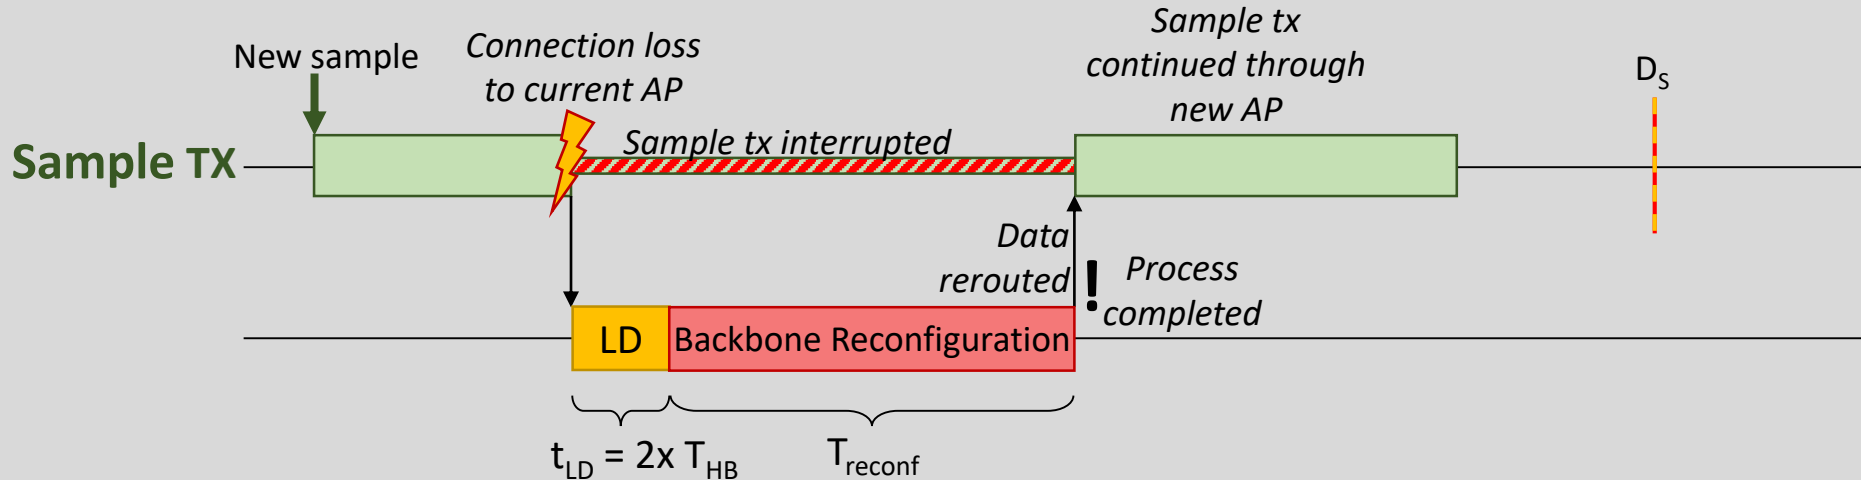 New sample
Connection loss
to current AP
Sample tx
continued through
new AP
D_S
Sample TX
Sample tx interrupted
Data
rerouted
! Process
completed
LD
Backbone Reconfiguration
t_LD = 2x T_HB
T_reconf